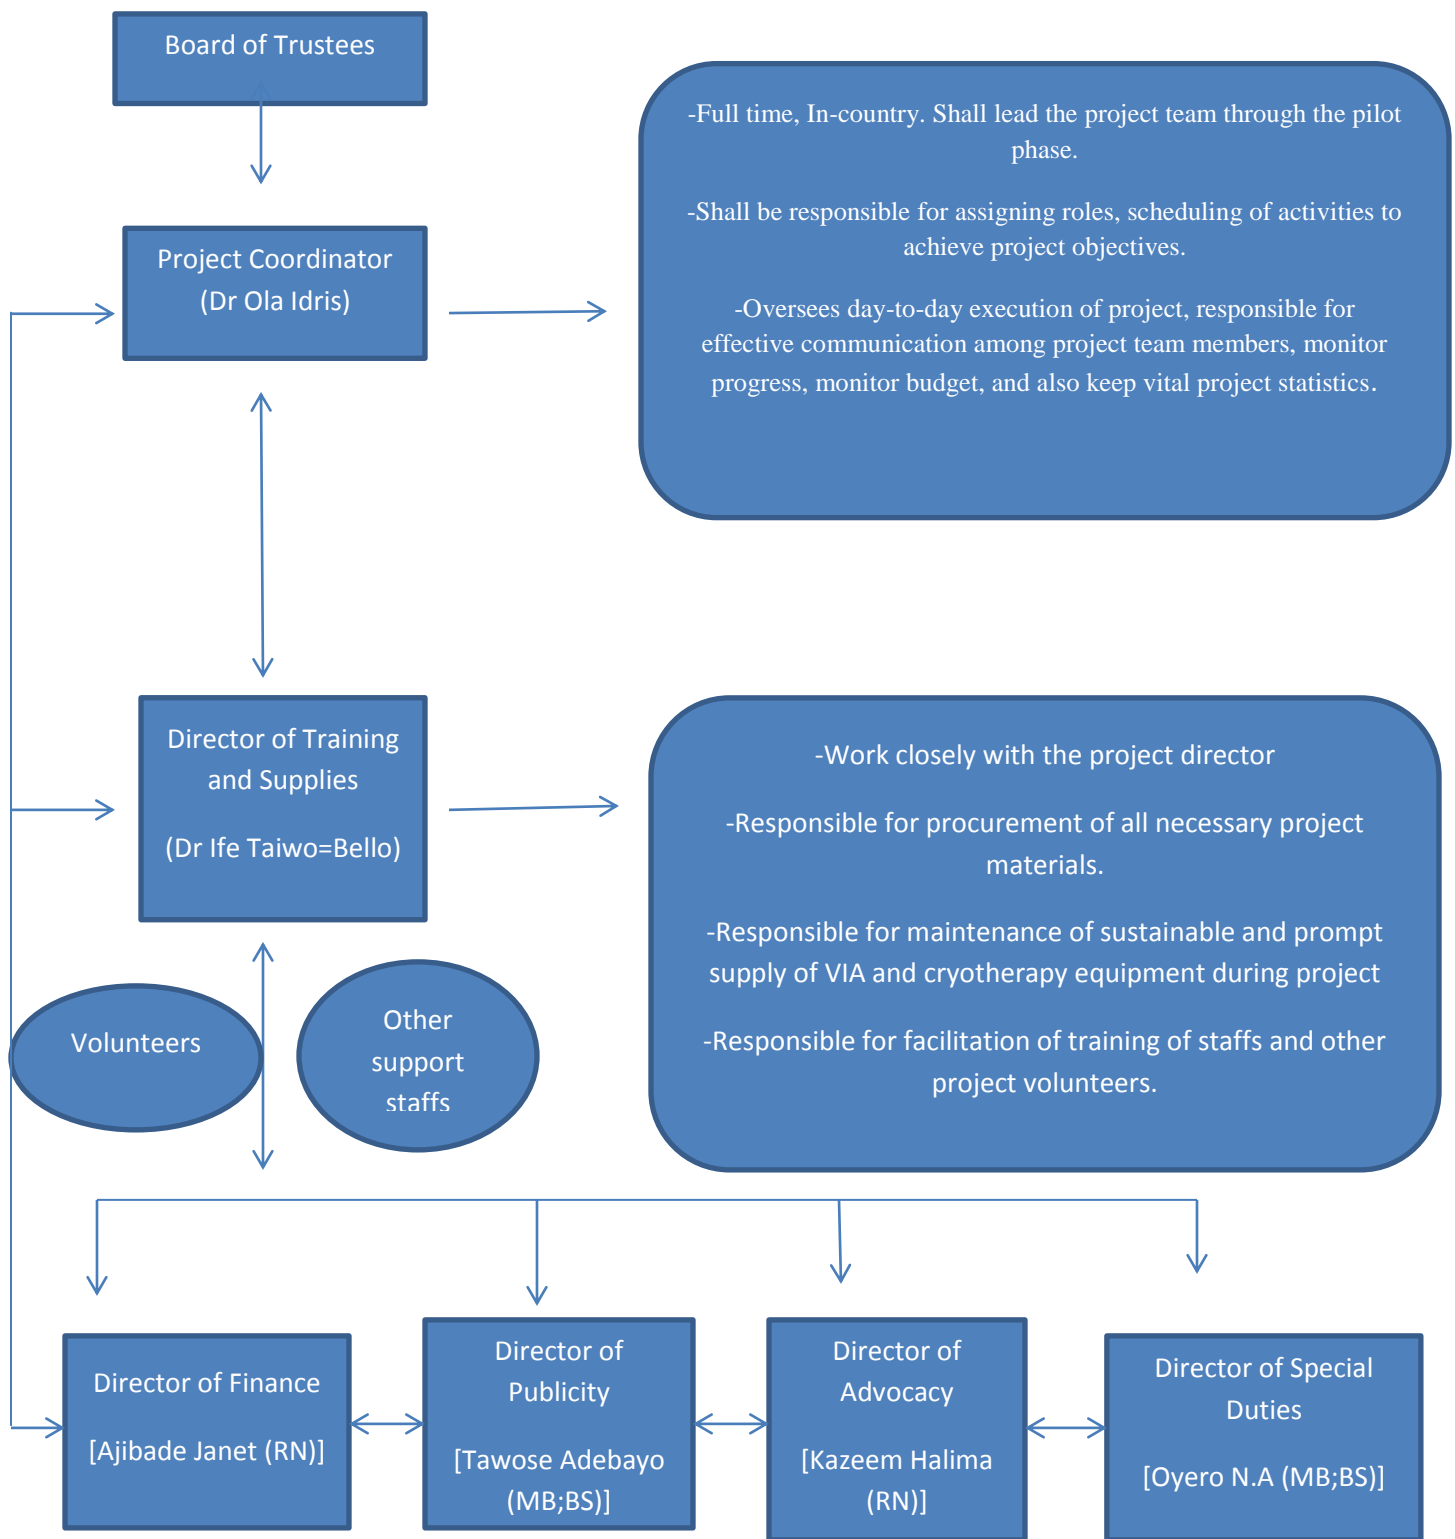 Board of Trustees
-Full time, In-country. Shall lead the project team through the pilot
phase.
-Shall be responsible for assigning roles, scheduling of activities to
achieve project objectives.
-Oversees day-to-day execution of project, responsible for
effective communication among project team members, monitor
progress, monitor budget, and also keep vital project statistics.
Project Coordinator
(Dr Ola Idris)
Director of Training
and Supplies
(Dr Ife Taiwo=Bello)
-Work closely with the project director
-Responsible for procurement of all necessary project
materials.
-Responsible for maintenance of sustainable and prompt
supply of VIA and cryotherapy equipment during project
-Responsible for facilitation of training of staffs and other
project volunteers.
Volunteers
Other
support
staffs
Director of Finance
[Ajibade Janet (RN)]
Director of
Publicity
[Tawose Adebayo
(MB;BS)]
Director of
Advocacy
[Kazeem Halima
(RN)]
Director of Special
Duties
[Oyero N.A (MB;BS)]